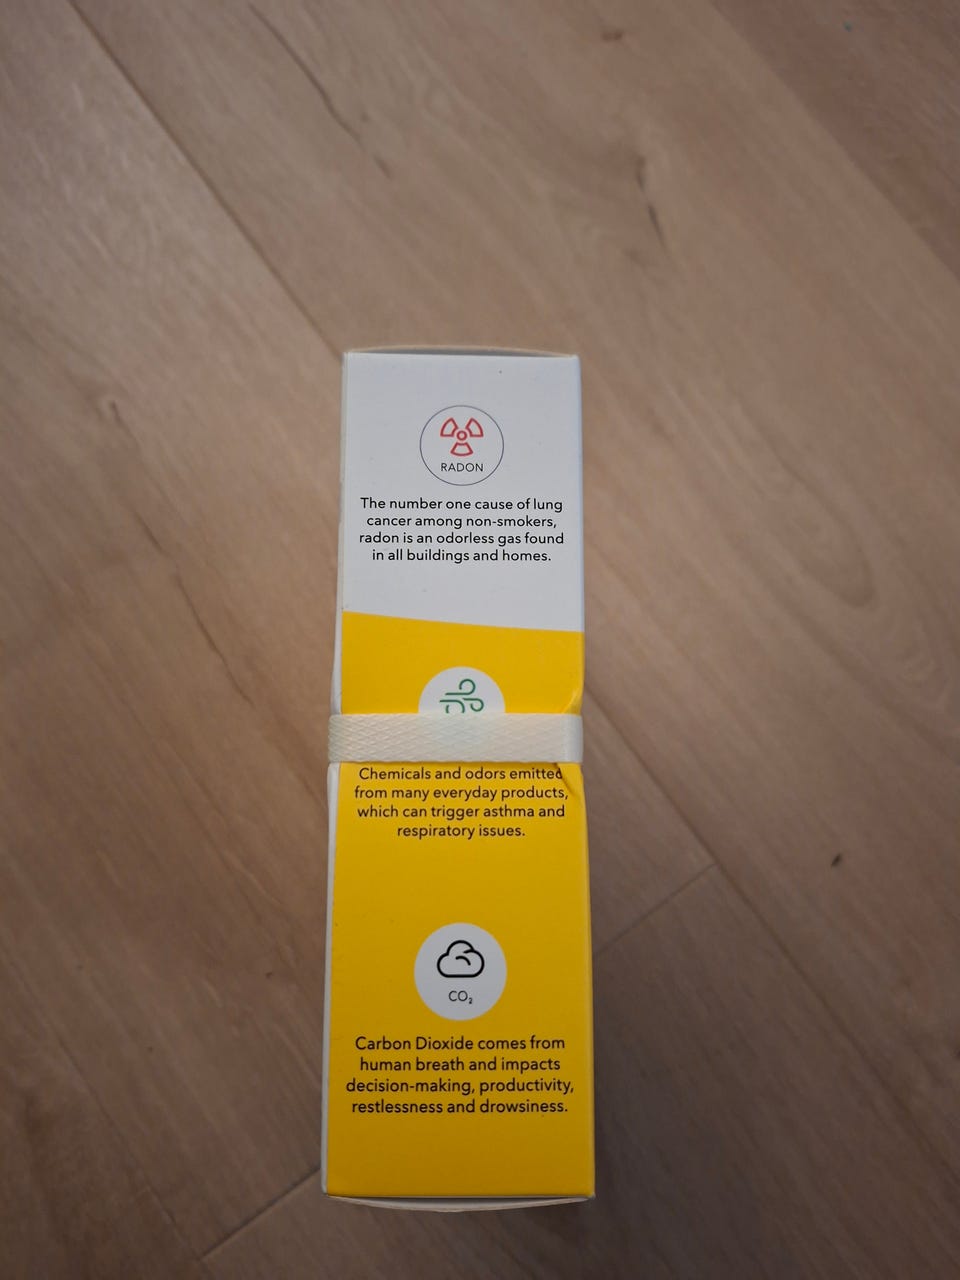 RADON
The number one cause of lung
cancer among non-smokers,
radon is an odorless gas found
in all buildings and homes.
Chemicals and odors emitted
from many everyday products,
which can trigger asthma and
respiratory issues.
CO₂
Carbon Dioxide comes from
human breath and impacts
decision-making, productivity,
restlessness and drowsiness.